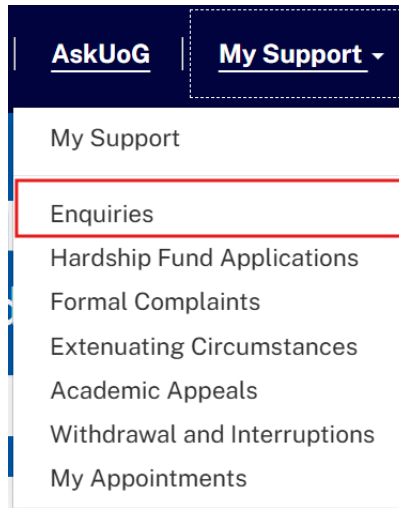 AskUoG My Support
My Support
Enquiries
Hardship Fund Applications
Formal Complaints
Extenuating Circumstances
Academic Appeals
Withdrawal and Interruptions
My Appointments